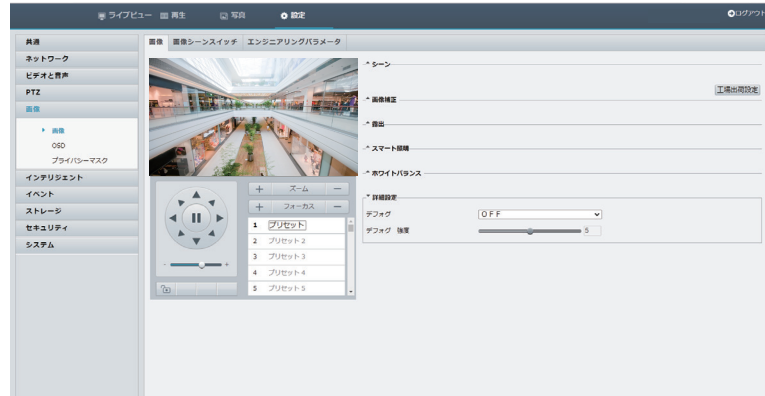 ライブビュー 再生 写真 設定 ログアウト
共通
ネットワーク
ビデオと音声
PTZ
画像
画像
OSD
プライバシーマスク
インテリジェント
イベント
ストレージ
セキュリティ
システム
画像 画像シーンスイッチ エンジニアリングパラメータ
シーン
工場出荷設定
画像補正
露出
スマート照明
ホワイトバランス
詳細設定
デフォグ OFF
デフォグ 強度 5
+ ズーム −
+ フォーカス −
1 プリセット
2 プリセット2
3 プリセット3
4 プリセット4
5 プリセット5
- +